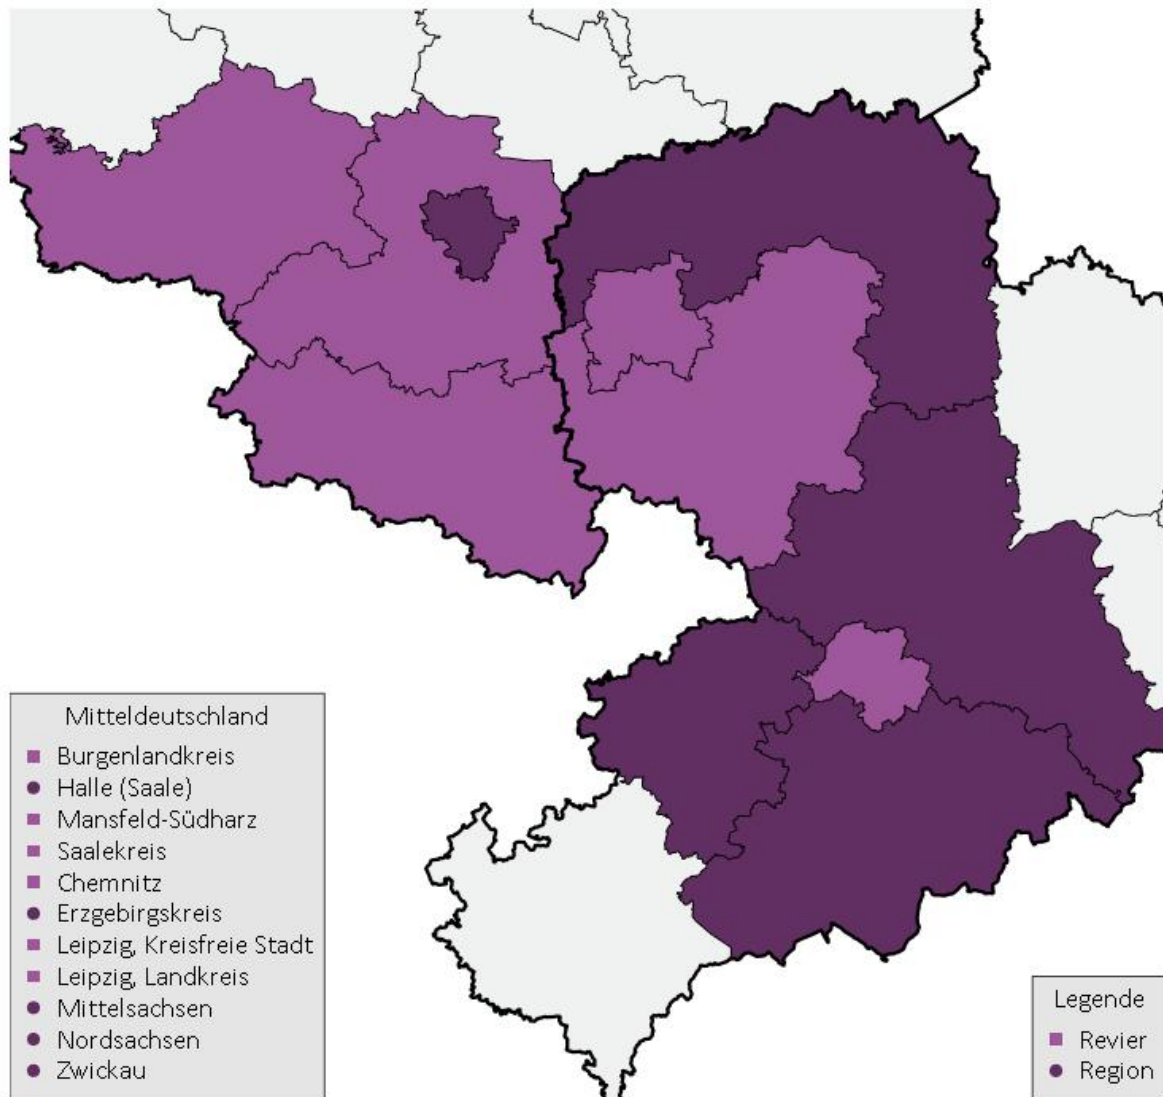 Mitteldeutschland
Burgenlandkreis
Halle (Saale)
Mansfeld-Südharz
Saalekreis
Chemnitz
Erzgebirgskreis
Leipzig, Kreisfreie Stadt
Leipzig, Landkreis
Mittelsachsen
Nordsachsen
Zwickau
Legende
Revier
Region